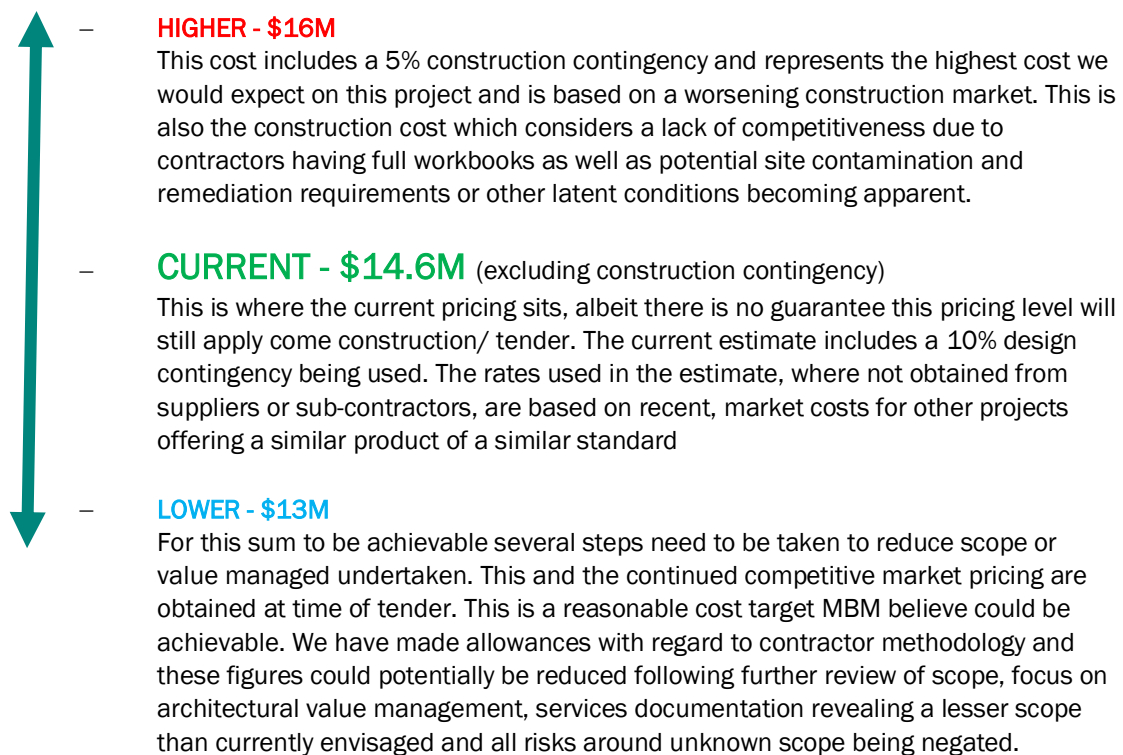 – HIGHER - $16M
This cost includes a 5% construction contingency and represents the highest cost we
would expect on this project and is based on a worsening construction market. This is
also the construction cost which considers a lack of competitiveness due to
contractors having full workbooks as well as potential site contamination and
remediation requirements or other latent conditions becoming apparent.
– CURRENT - $14.6M (excluding construction contingency)
This is where the current pricing sits, albeit there is no guarantee this pricing level will
still apply come construction/ tender. The current estimate includes a 10% design
contingency being used. The rates used in the estimate, where not obtained from
suppliers or sub-contractors, are based on recent, market costs for other projects
offering a similar product of a similar standard
– LOWER - $13M
For this sum to be achievable several steps need to be taken to reduce scope or
value managed undertaken. This and the continued competitive market pricing are
obtained at time of tender. This is a reasonable cost target MBM believe could be
achievable. We have made allowances with regard to contractor methodology and
these figures could potentially be reduced following further review of scope, focus on
architectural value management, services documentation revealing a lesser scope
than currently envisaged and all risks around unknown scope being negated.